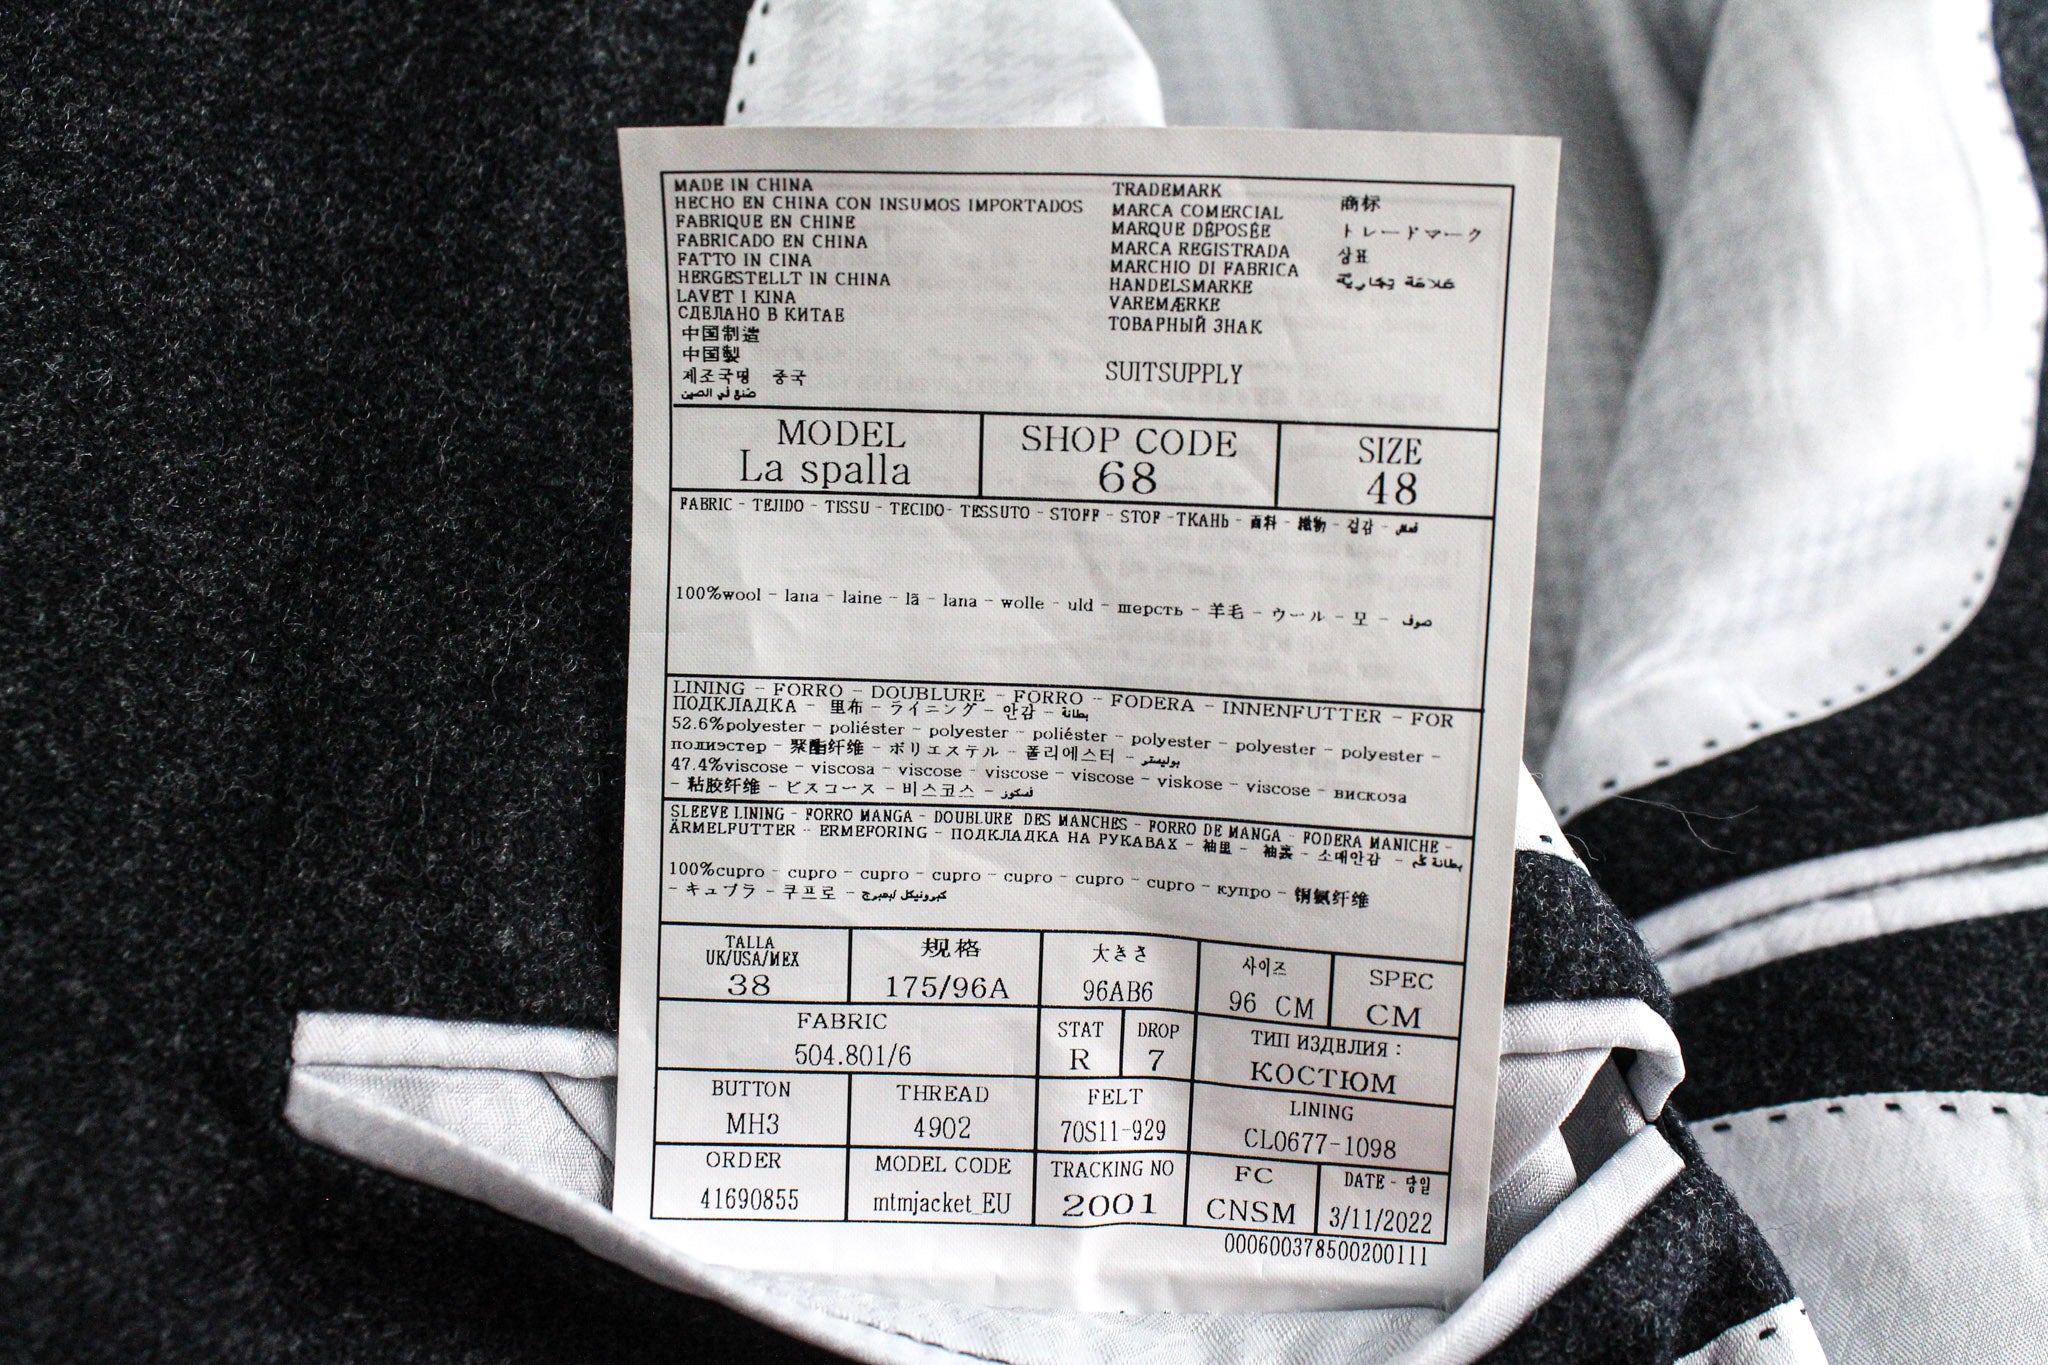 MADE IN CHINA
HECHO EN CHINA CON INSUMOS IMPORTADOS
FABRIQUE EN CHINE
FABRICADO EN CHINA
FATTO IN CINA
HERGESTELLT IN CHINA
LAVET I KINA
СДЕЛАНО В КИТАЕ
中国制造
中国製
제조국명 중국
صنع في الصين
TRADEMARK
MARCA COMERCIAL
MARQUE DÉPOSÉE
MARCA REGISTRADA
MARCHIO DI FABRICA
HANDELSMARKE
VAREMÆRKE
ТОВАРНЫЙ ЗНАК
商标
トレードマーク
상표
علامة تجارية
SUITSUPPLY
MODEL
La spalla
SHOP CODE
68
SIZE
48
FABRIC - TEJIDO - TISSU - TECIDO- TESSUTO - STOFF - STOF -ТКАНЬ - 面料 - 織物 - 겉감 -
100%wool - lana - laine - lã - lana - wolle - uld - шерсть - 羊毛 - ウール - 모 - صوف
LINING - FORRO - DOUBLURE - FORRO - FODERA - INNENFUTTER - FOR
ПОДКЛАДКА - 里布 - ライニング - 안감 - بطانة
52.6%polyester - poliéster - polyester - poliéster - polyester - polyester - polyester -
полиэстер - 聚酯纤维 - ポリエステル - 폴리에스터 - بوليستر
47.4%viscose - viscosa - viscose - viscose - viscose - viskose - viscose - вискоза
- 粘胶纤维 - ビスコース - 비스코스 - فسكوز
SLEEVE LINING - FORRO MANGA - DOUBLURE DES MANCHES - FORRO DE MANGA - FODERA MANICHE -
ÄRMELFUTTER - ERMEFORING - ПОДКЛАДКА НА РУКАВАХ - 袖里 - 袖裏 - 소매안감 - بطانة كم
100%cupro - cupro - cupro - cupro - cupro - cupro - cupro - купро - 铜氨纤维
- キュプラ - 쿠프로 -
TALLA
UK/USA/MEX
38
规格
175/96A
大きさ
96AB6
사이즈
96 CM
SPEC
CM
FABRIC
504.801/6
STAT
R
DROP
7
ТИП ИЗДЕЛИЯ :
КОСТЮМ
BUTTON
MH3
THREAD
4902
FELT
70S11-929
LINING
CL0677-1098
ORDER
41690855
MODEL CODE
mtmjacket_EU
TRACKING NO
2001
FC
CNSM
DATE - 당일
3/11/2022
000600378500200111